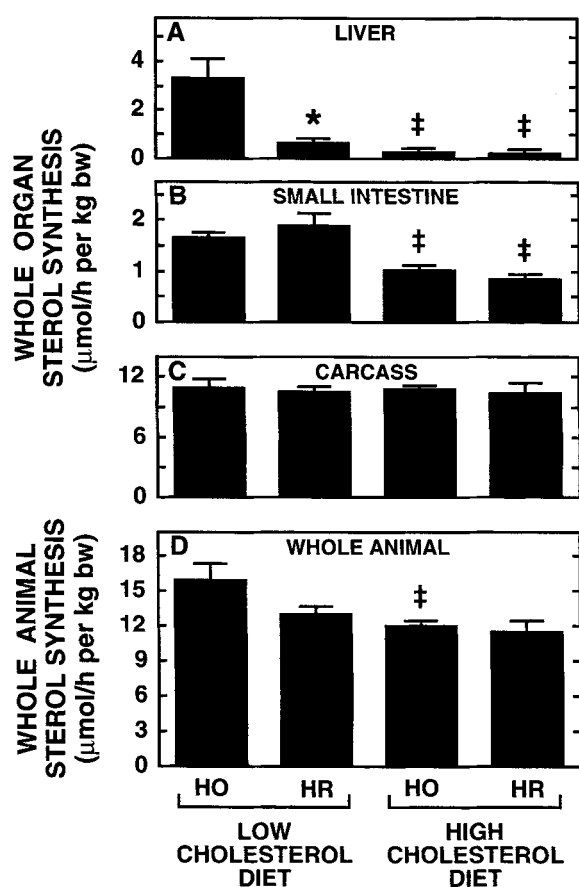 WHOLE ORGAN
STEROL SYNTHESIS
(μmol/h per kg bw)
A
LIVER
4
2
0
*
‡
‡
B
SMALL INTESTINE
2
1
0
‡
‡
C
CARCASS
12
6
0
WHOLE ANIMAL
STEROL SYNTHESIS
(μmol/h per kg bw)
D
WHOLE ANIMAL
18
15
12
9
6
3
0
‡
HO HR HO HR
LOW
CHOLESTEROL
DIET
HIGH
CHOLESTEROL
DIET